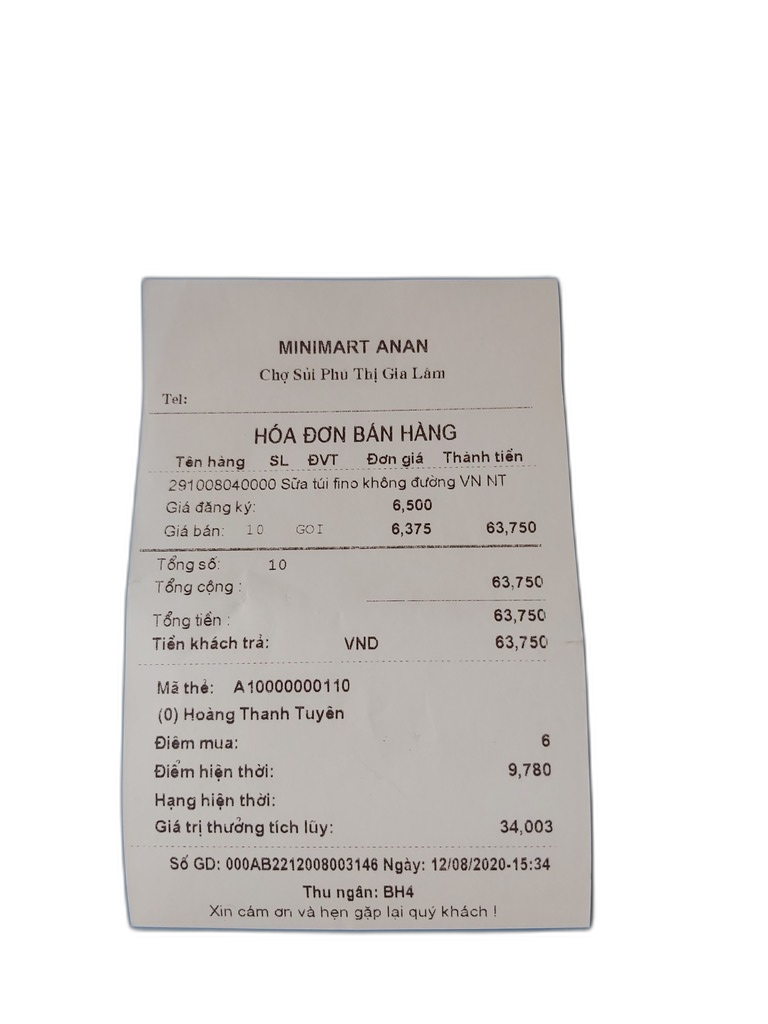 MINIMART ANAN
Chợ Sủi Phú Thị Gia Lâm
Tel:
HÓA ĐƠN BÁN HÀNG
Tên hàng SL ĐVT Đơn giá Thành tiền
291008040000 Sữa túi fino không đường VN NT
Giá đăng ký: 6,500
Giá bán: 10 GOI 6,375 63,750
Tổng số: 10
Tổng cộng : 63,750
Tổng tiền : 63,750
Tiền khách trả: VND 63,750
Mã thẻ: A10000000110
(0) Hoàng Thanh Tuyên
Điểm mua: 6
Điểm hiện thời: 9,780
Hạng hiện thời:
Giá trị thưởng tích lũy: 34,003
Số GD: 000AB2212008003146 Ngày: 12/08/2020-15:34
Thu ngân: BH4
Xin cám ơn và hẹn gặp lại quý khách !